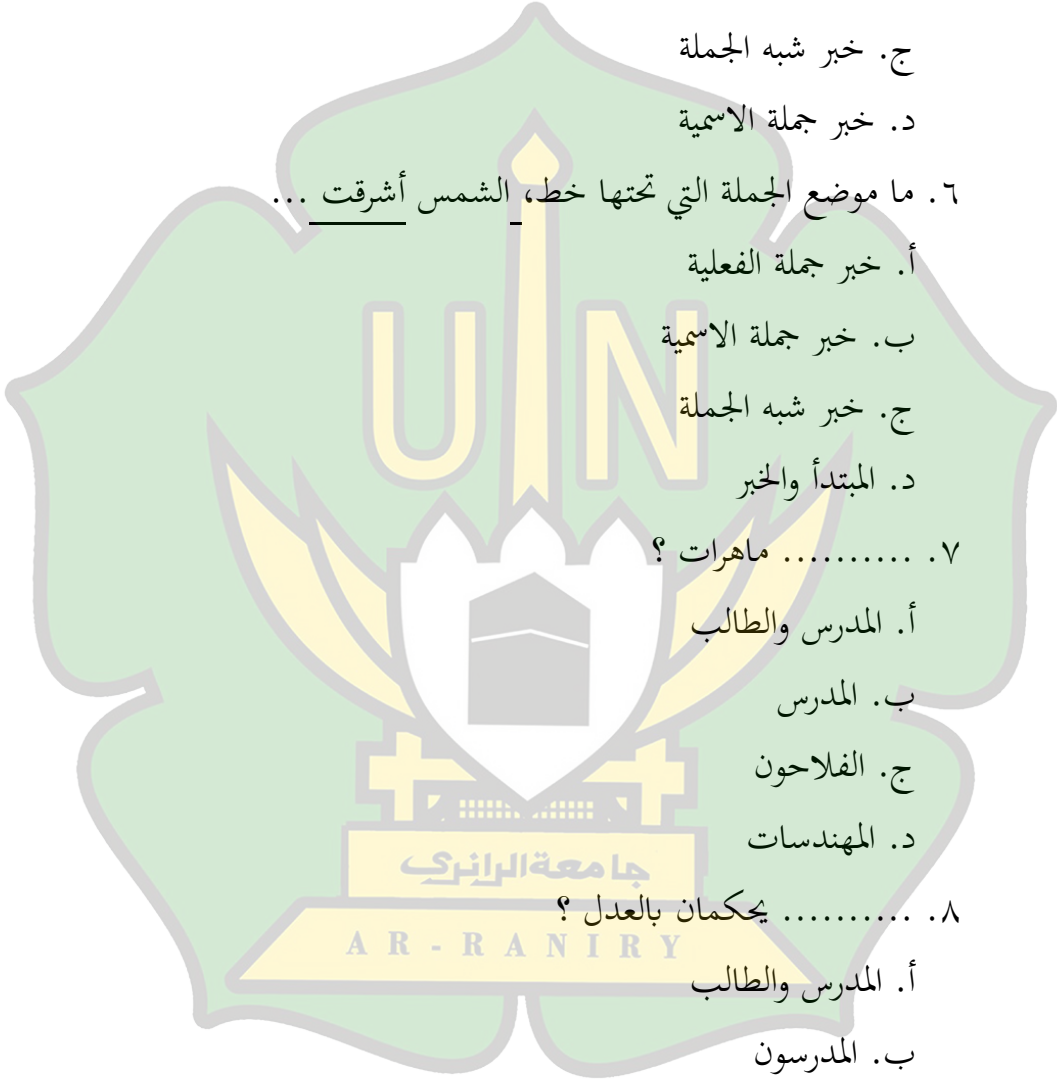 ج. خبر شبه الجملة
د. خبر جملة الاسمية
٦. ما موضع الجملة التي تحتها خط، الشمس أشرقت ...
أ. خبر جملة الفعلية
ب. خبر جملة الاسمية
ج. خبر شبه الجملة
د. المبتدأ والخبر
٧. .......... ماهرات ؟
أ. المدرس والطالب
ب. المدرس
ج. الفلاحون
د. المهندسات
٨. .......... يحكمان بالعدل ؟
أ. المدرس والطالب
ب. المدرسون
UIN
جامعة الرانري
AR-RANIRY